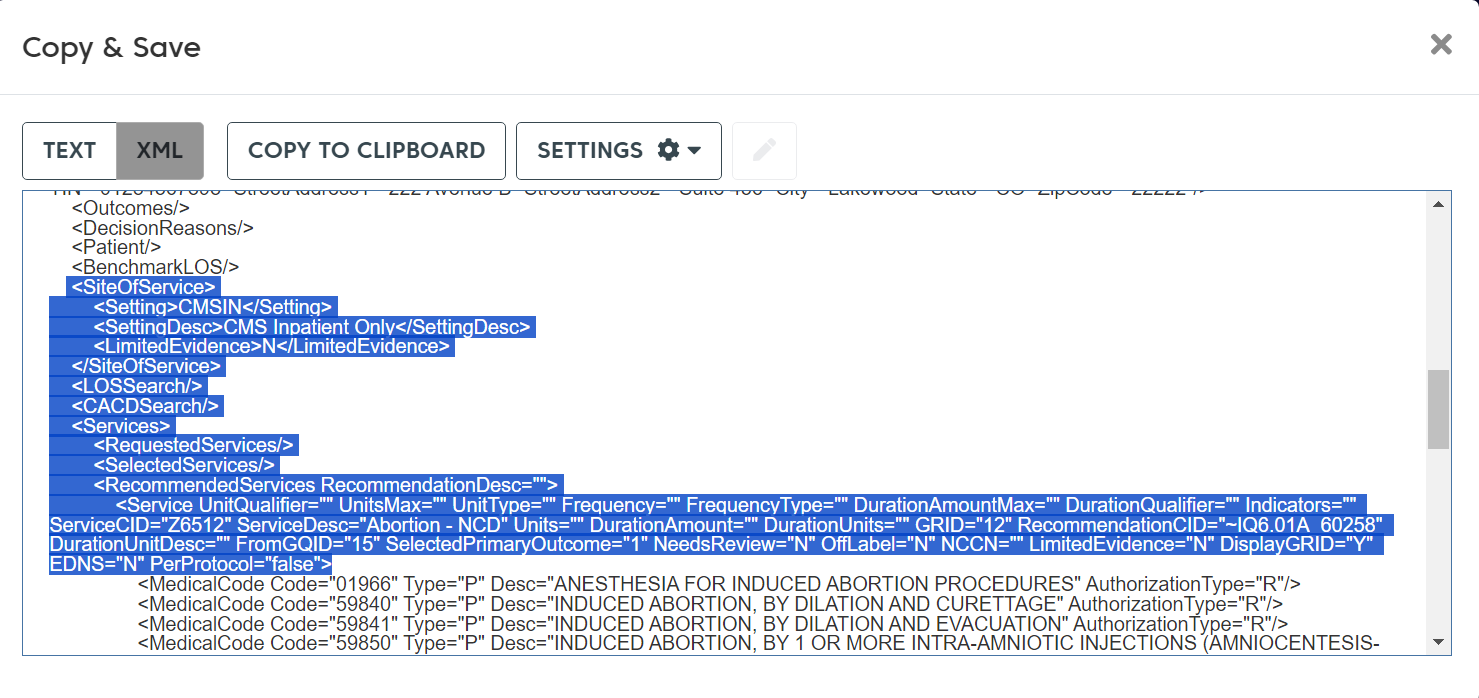 Copy & Save
TEXT
XML
COPY TO CLIPBOARD
SETTINGS
<Outcomes/>
<DecisionReasons/>
<Patient/>
<BenchmarkLOS/>
<SiteOfService>
<Setting>CMSIN</Setting>
<SettingDesc>CMS Inpatient Only</SettingDesc>
<LimitedEvidence>N</LimitedEvidence>
</SiteOfService>
<LOSSearch/>
<CACDSearch/>
<Services>
<RequestedServices/>
<SelectedServices/>
<RecommendedServices RecommendationDesc="">
<Service UnitQualifier="" UnitsMax="" UnitType="" Frequency="" FrequencyType="" DurationAmountMax="" DurationQualifier="" Indicators=""
ServiceCID="Z6512" ServiceDesc="Abortion - NCD" Units="" DurationAmount="" DurationUnits="" GRID="12" RecommendationCID="~IQ6.01A_60258"
DurationUnitDesc="" FromGQID="15" SelectedPrimaryOutcome="1" NeedsReview="N" OffLabel="N" NCCN="" LimitedEvidence="N" DisplayGRID="Y"
EDNS="N" PerProtocol="false">
<MedicalCode Code="01966" Type="P" Desc="ANESTHESIA FOR INDUCED ABORTION PROCEDURES" AuthorizationType="R"/>
<MedicalCode Code="59840" Type="P" Desc="INDUCED ABORTION, BY DILATION AND CURETTAGE" AuthorizationType="R"/>
<MedicalCode Code="59841" Type="P" Desc="INDUCED ABORTION, BY DILATION AND EVACUATION" AuthorizationType="R"/>
<MedicalCode Code="59850" Type="P" Desc="INDUCED ABORTION, BY 1 OR MORE INTRA-AMNIOTIC INJECTIONS (AMNIOCENTESIS-